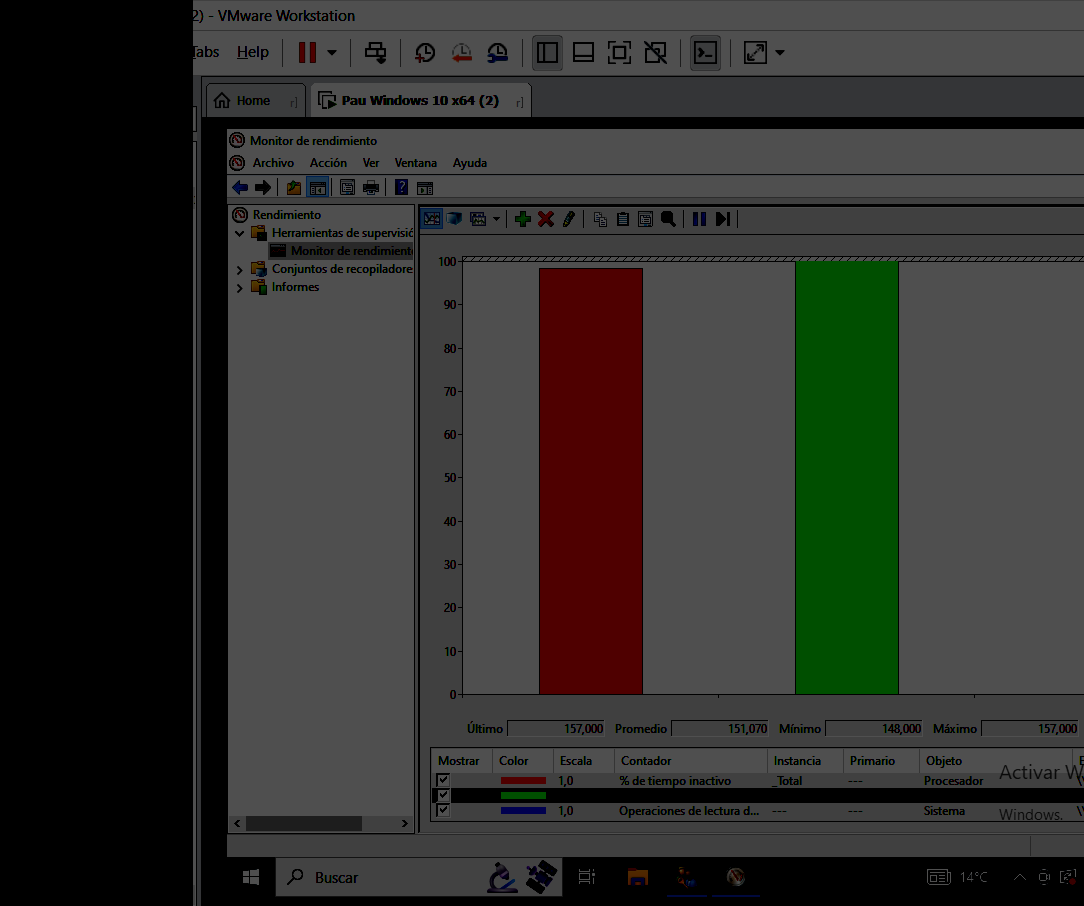 2) - VMware Workstation
Tabs Help
Home
Pau Windows 10 x64 (2)
Monitor de rendimiento
Archivo Acción Ver Ventana Ayuda
Rendimiento
Herramientas de supervisió
Monitor de rendimiento
Conjuntos de recopiladore
Informes
100
90
80
70
60
50
40
30
20
10
0
Último 157,000 Promedio 151,070 Mínimo 148,000 Máximo 157,000
Mostrar Color Escala Contador Instancia Primario Objeto
1,0 % de tiempo inactivo _Total --- Procesador
1,0 Operaciones de lectura d... --- --- Sistema
Activar W
Windows.
Buscar
14°C